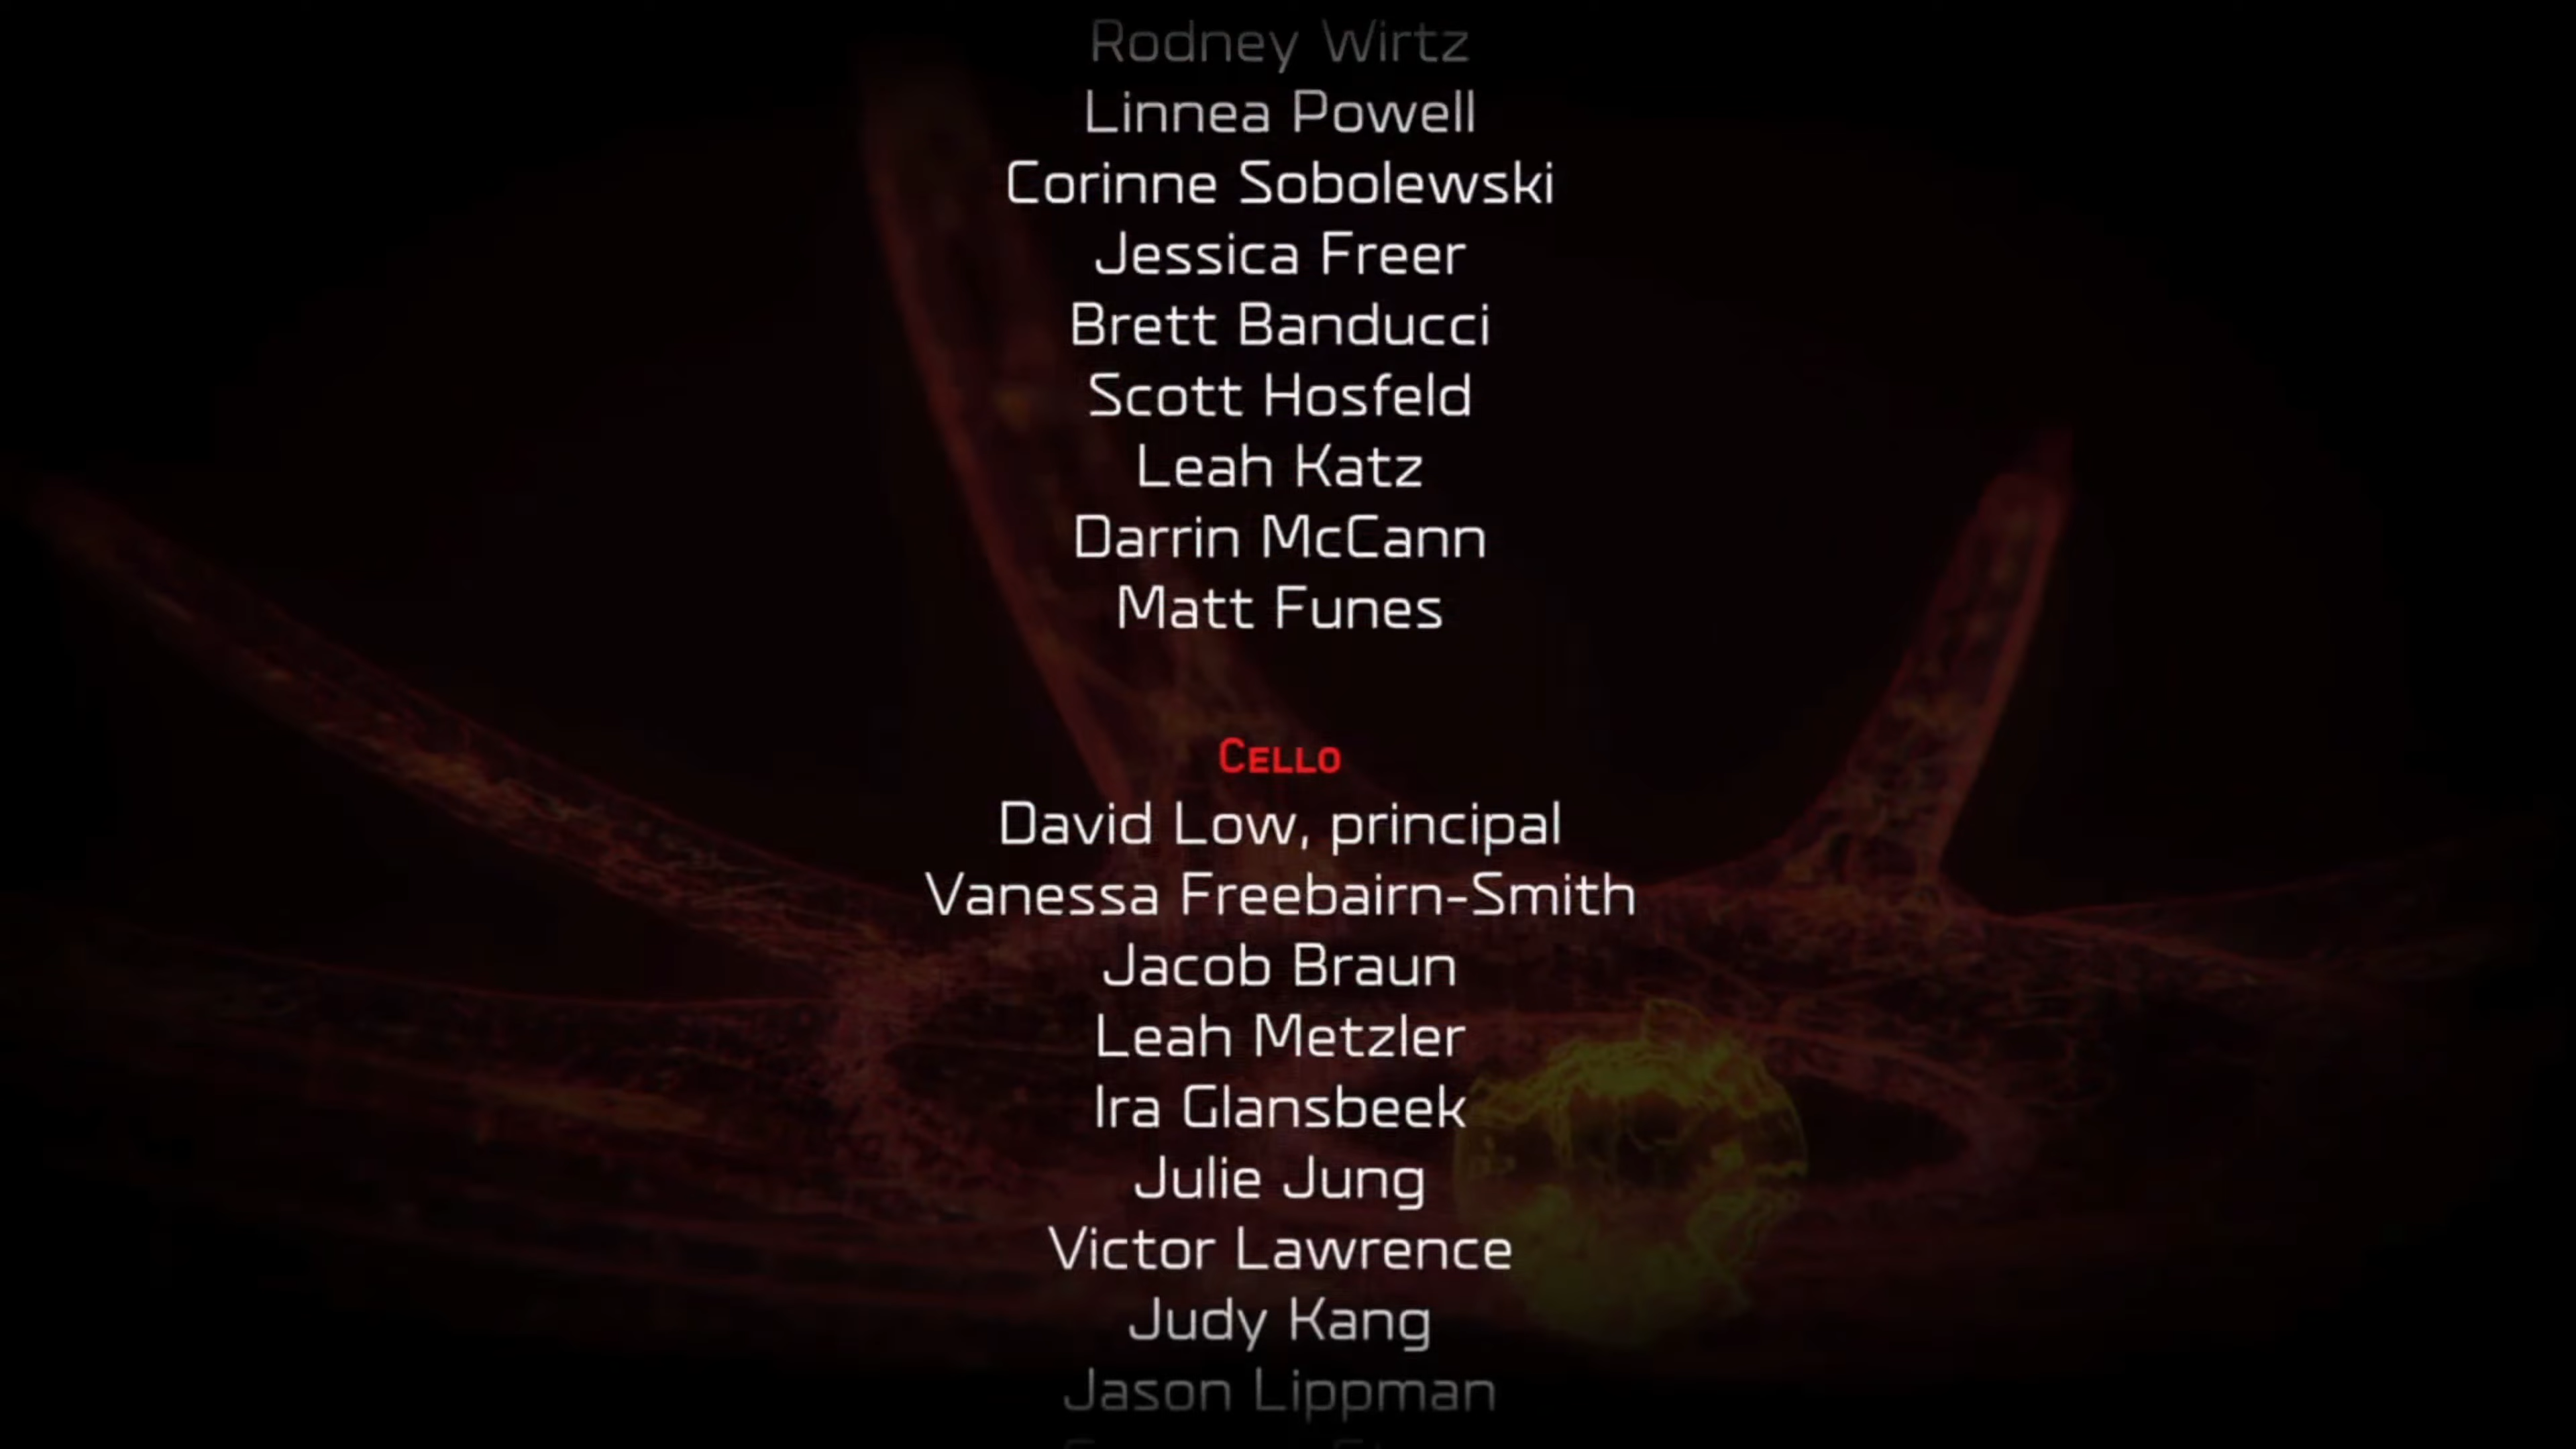 Rodney Wirtz
Linnea Powell
Corinne Sobolewski
Jessica Freer
Brett Banducci
Scott Hosfeld
Leah Katz
Darrin McCann
Matt Funes
Cello
David Low, principal
Vanessa Freebairn-Smith
Jacob Braun
Leah Metzler
Ira Glansbeek
Julie Jung
Victor Lawrence
Judy Kang
Jason Lippman